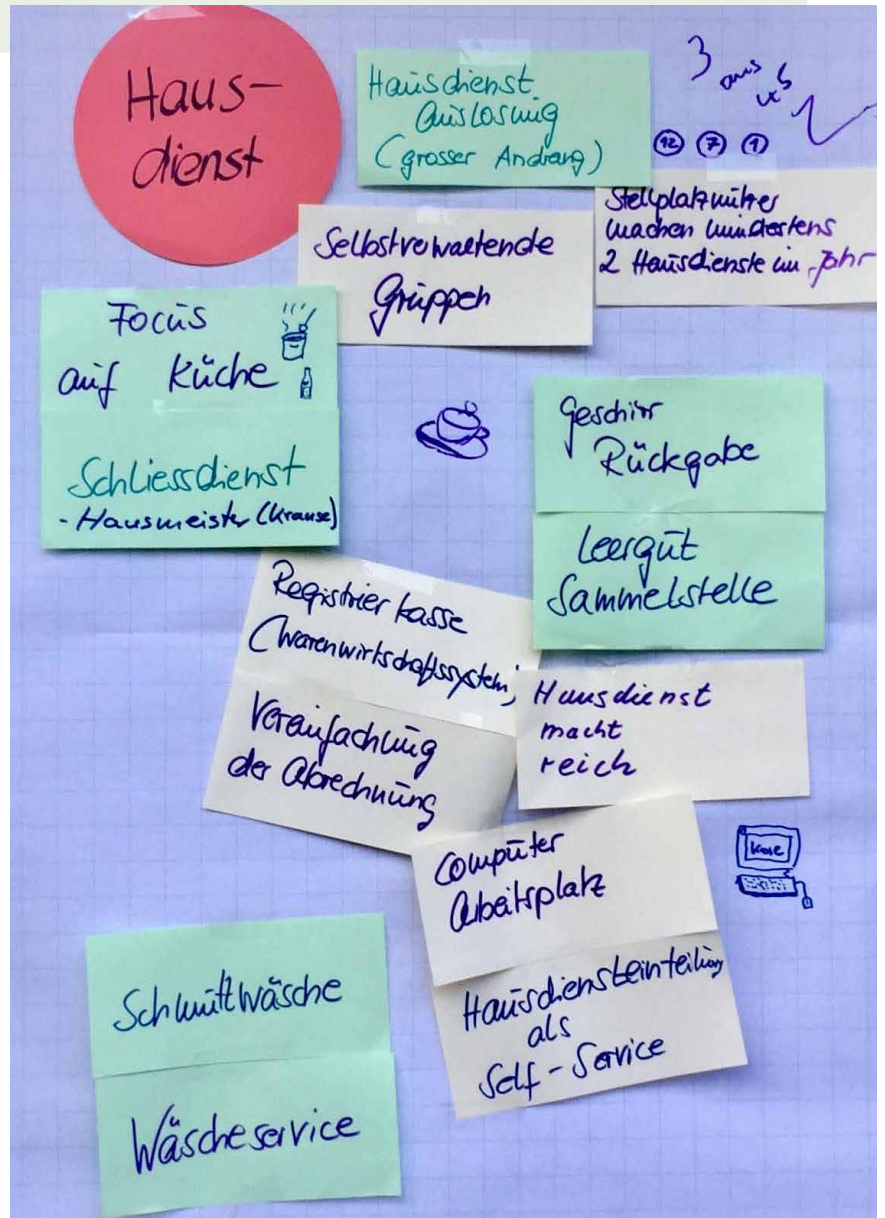 Haus-
dienst
Hausdienst
Auslosung
(grosser Andrang)
3 aus
12 7 1
Stellplatznutzer
machen mindestens
2 Hausdienste im Jahr
Selbstverwaltende
Gruppen
Focus
auf Küche
Schliessdienst
- Hausmeister (Krause)
Geschirr
Rückgabe
Leergut
Sammelstelle
Registrierkasse
(Warenwirtschaftssystem)
Vereinfachung
der Abrechnung
Hausdienst
macht
reich
Computer
Arbeitsplatz
Hausdiensteinteilung
als
Self-Service
Schmutzwäsche
Wäscheservice